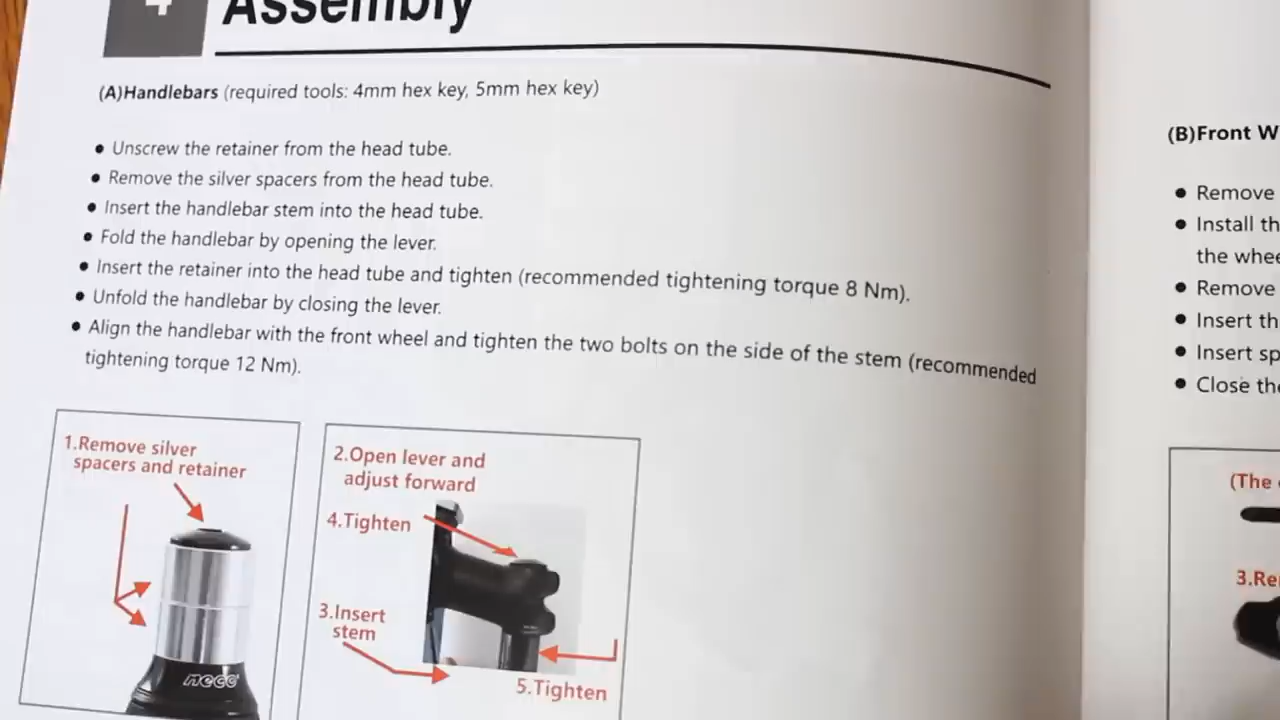 4 Assembly
(A)Handlebars (required tools: 4mm hex key, 5mm hex key)
● Unscrew the retainer from the head tube.
● Remove the silver spacers from the head tube.
● Insert the handlebar stem into the head tube.
● Fold the handlebar by opening the lever.
● Insert the retainer into the head tube and tighten (recommended tightening torque 8 Nm).
● Unfold the handlebar by closing the lever.
● Align the handlebar with the front wheel and tighten the two bolts on the side of the stem (recommended
tightening torque 12 Nm).
1.Remove silver
spacers and retainer
neco
2.Open lever and
adjust forward
4.Tighten
3.Insert
stem
5.Tighten
(B)Front W
● Remove
● Install th
the whee
● Remove
● Insert th
● Insert sp
● Close the
(The
3.Re